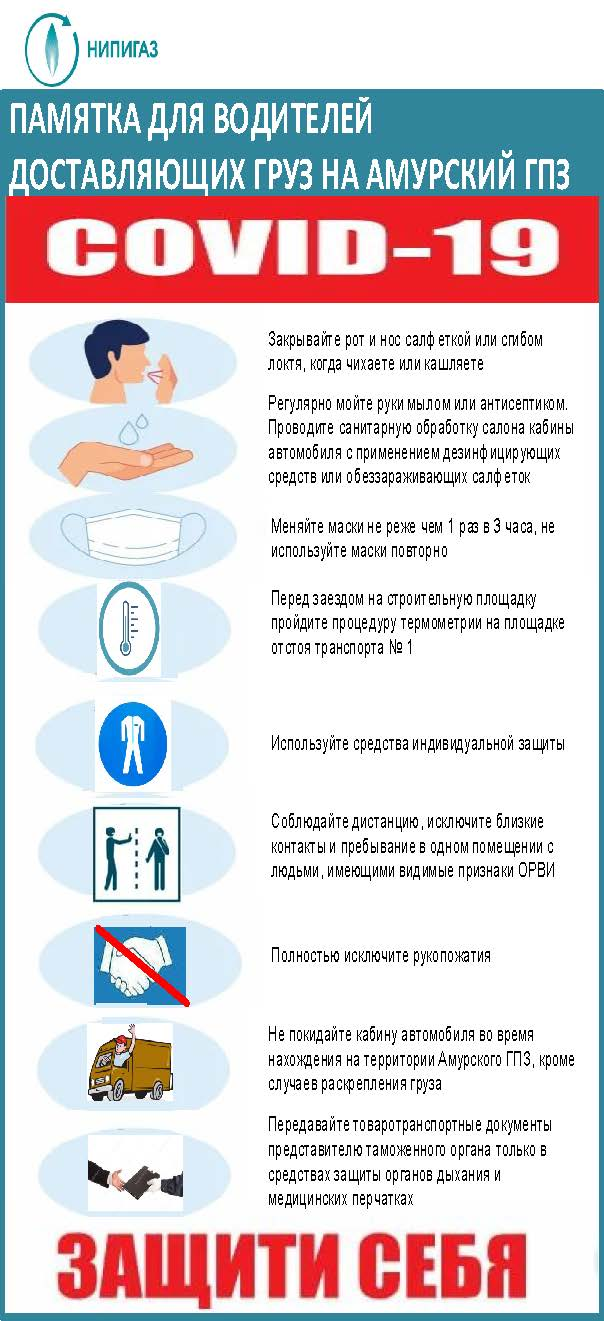 НИПИГАЗ
ПАМЯТКА ДЛЯ ВОДИТЕЛЕЙ
ДОСТАВЛЯЮЩИХ ГРУЗ НА АМУРСКИЙ ГПЗ
COVID-19
Закрывайте рот и нос салфеткой или сгибом
локтя, когда чихаете или кашляете
Регулярно мойте руки мылом или антисептиком.
Проводите санитарную обработку салона кабины
автомобиля с применением дезинфицирующих
средств или обеззараживающих салфеток
Меняйте маски не реже чем 1 раз в 3 часа, не
используйте маски повторно
Перед заездом на строительную площадку
пройдите процедуру термометрии на площадке
отстоя транспорта № 1
Используйте средства индивидуальной защиты
Соблюдайте дистанцию, исключите близкие
контакты и пребывание в одном помещении с
людьми, имеющими видимые признаки ОРВИ
Полностью исключите рукопожатия
Не покидайте кабину автомобиля во время
нахождения на территории Амурского ГПЗ, кроме
случаев раскрепления груза
Передавайте товаротранспортные документы
представителю таможенного органа только в
средствах защиты органов дыхания и
медицинских перчатках
ЗАЩИТИ СЕБЯ